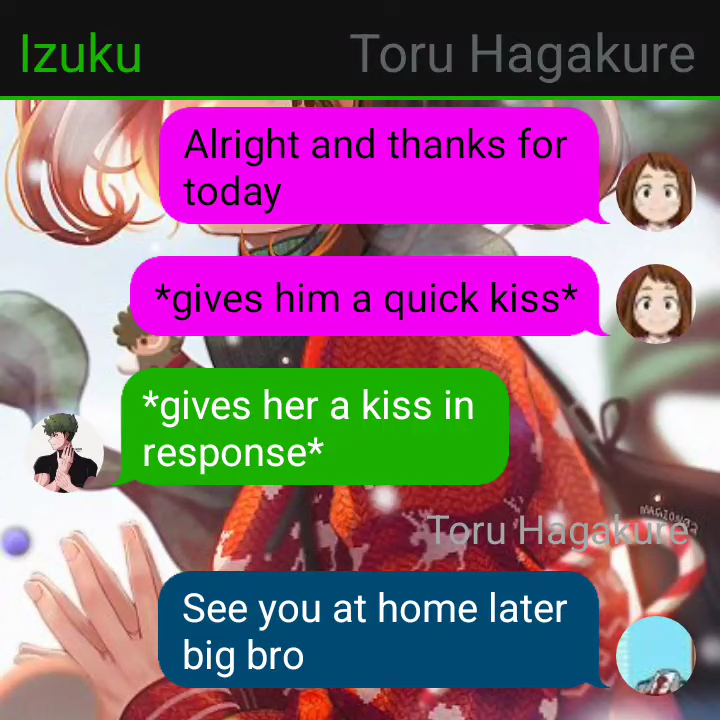 Izuku Toru Hagakure
Alright and thanks for
today
*gives him a quick kiss*
*gives her a kiss in
response*
Toru Hagakure
See you at home later
big bro